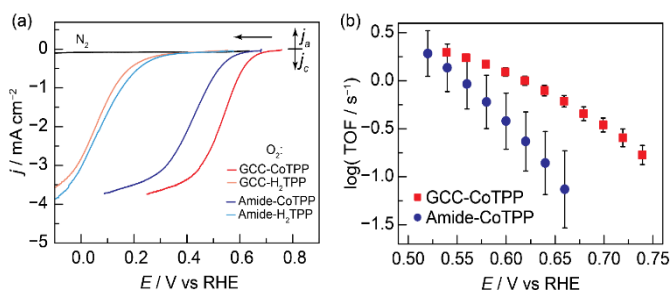 (a)
N₂
jₐ
j_c
j / mA cm⁻²
0
−1
−2
−3
−4
−5
O₂:
GCC-CoTPP
GCC-H₂TPP
Amide-CoTPP
Amide-H₂TPP
0.0 0.2 0.4 0.6 0.8 1.0
E / V vs RHE
(b)
log( TOF / s⁻¹)
0.5
0.0
−0.5
−1.0
−1.5
GCC-CoTPP
Amide-CoTPP
0.50 0.55 0.60 0.65 0.70 0.75
E / V vs RHE